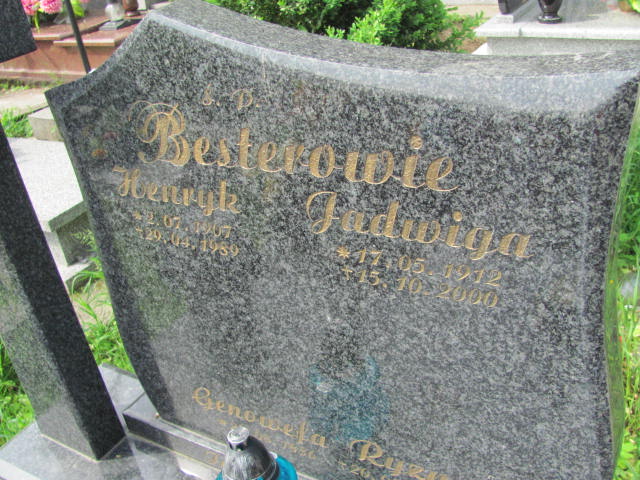 Ś. P.
Besterowie
Henryk
* 2.07.1907
+ 29.04.1989
Jadwiga
* 17.05.1912
+ 15.10.2000
Genowefa